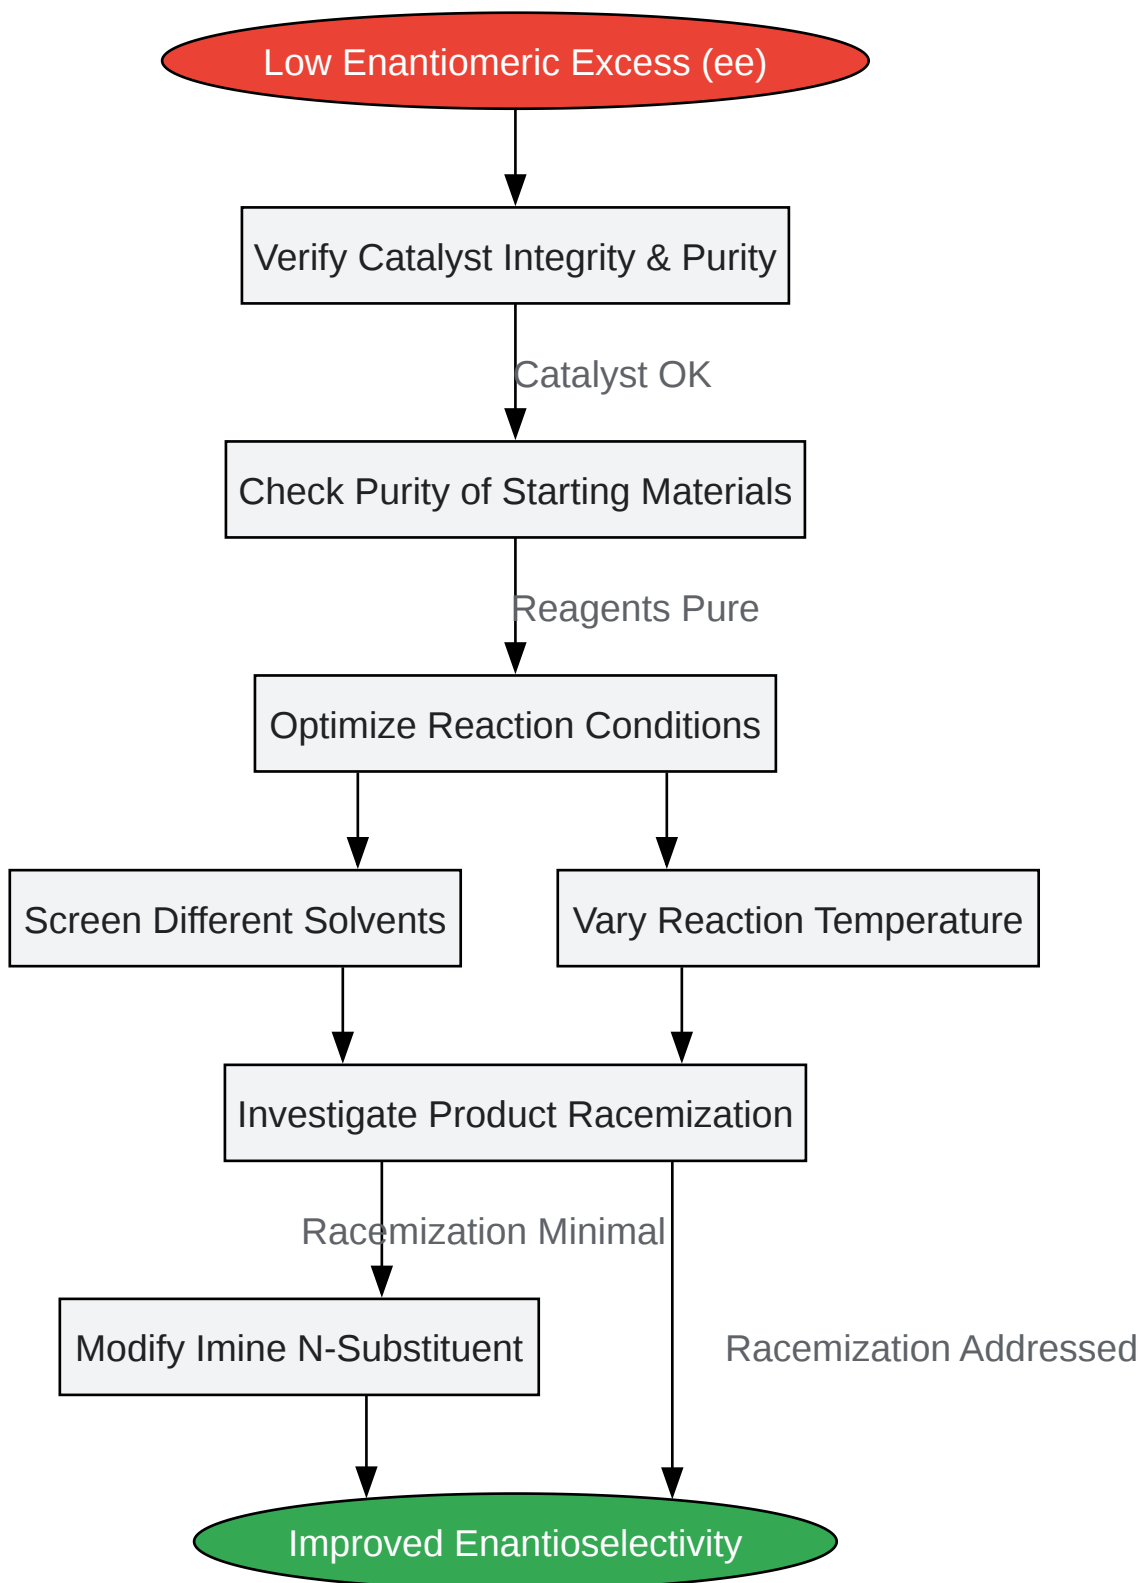 Low Enantiomeric Excess (ee)
Verify Catalyst Integrity & Purity
Catalyst OK
Check Purity of Starting Materials
Reagents Pure
Optimize Reaction Conditions
Screen Different Solvents
Vary Reaction Temperature
Investigate Product Racemization
Racemization Minimal
Modify Imine N-Substituent
Racemization Addressed
Improved Enantioselectivity